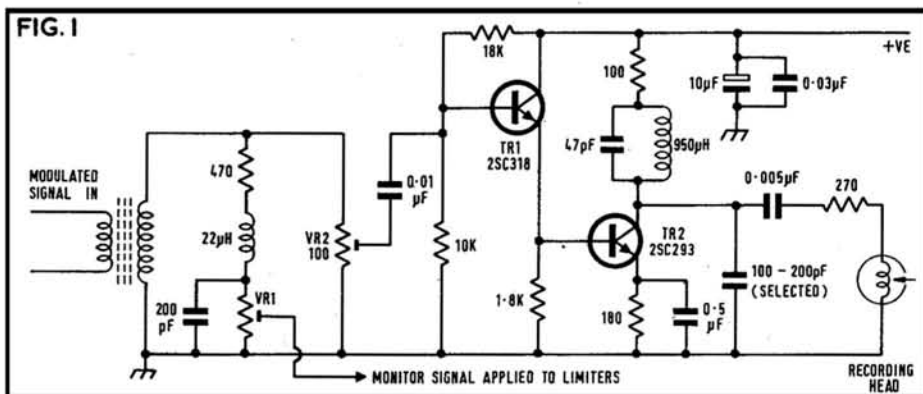 FIG. 1
18K
+VE
100
10µF
0·03µF
TR1
2SC318
47pF
950µH
470
MODULATED
SIGNAL IN
0·01
µF
0·005µF
270
22µH
VR2
100
TR2
2SC293
10K
100 – 200pF
(SELECTED)
200
pF
VR1
1·8K
180
0·5
µF
MONITOR SIGNAL APPLIED TO LIMITERS
RECORDING
HEAD